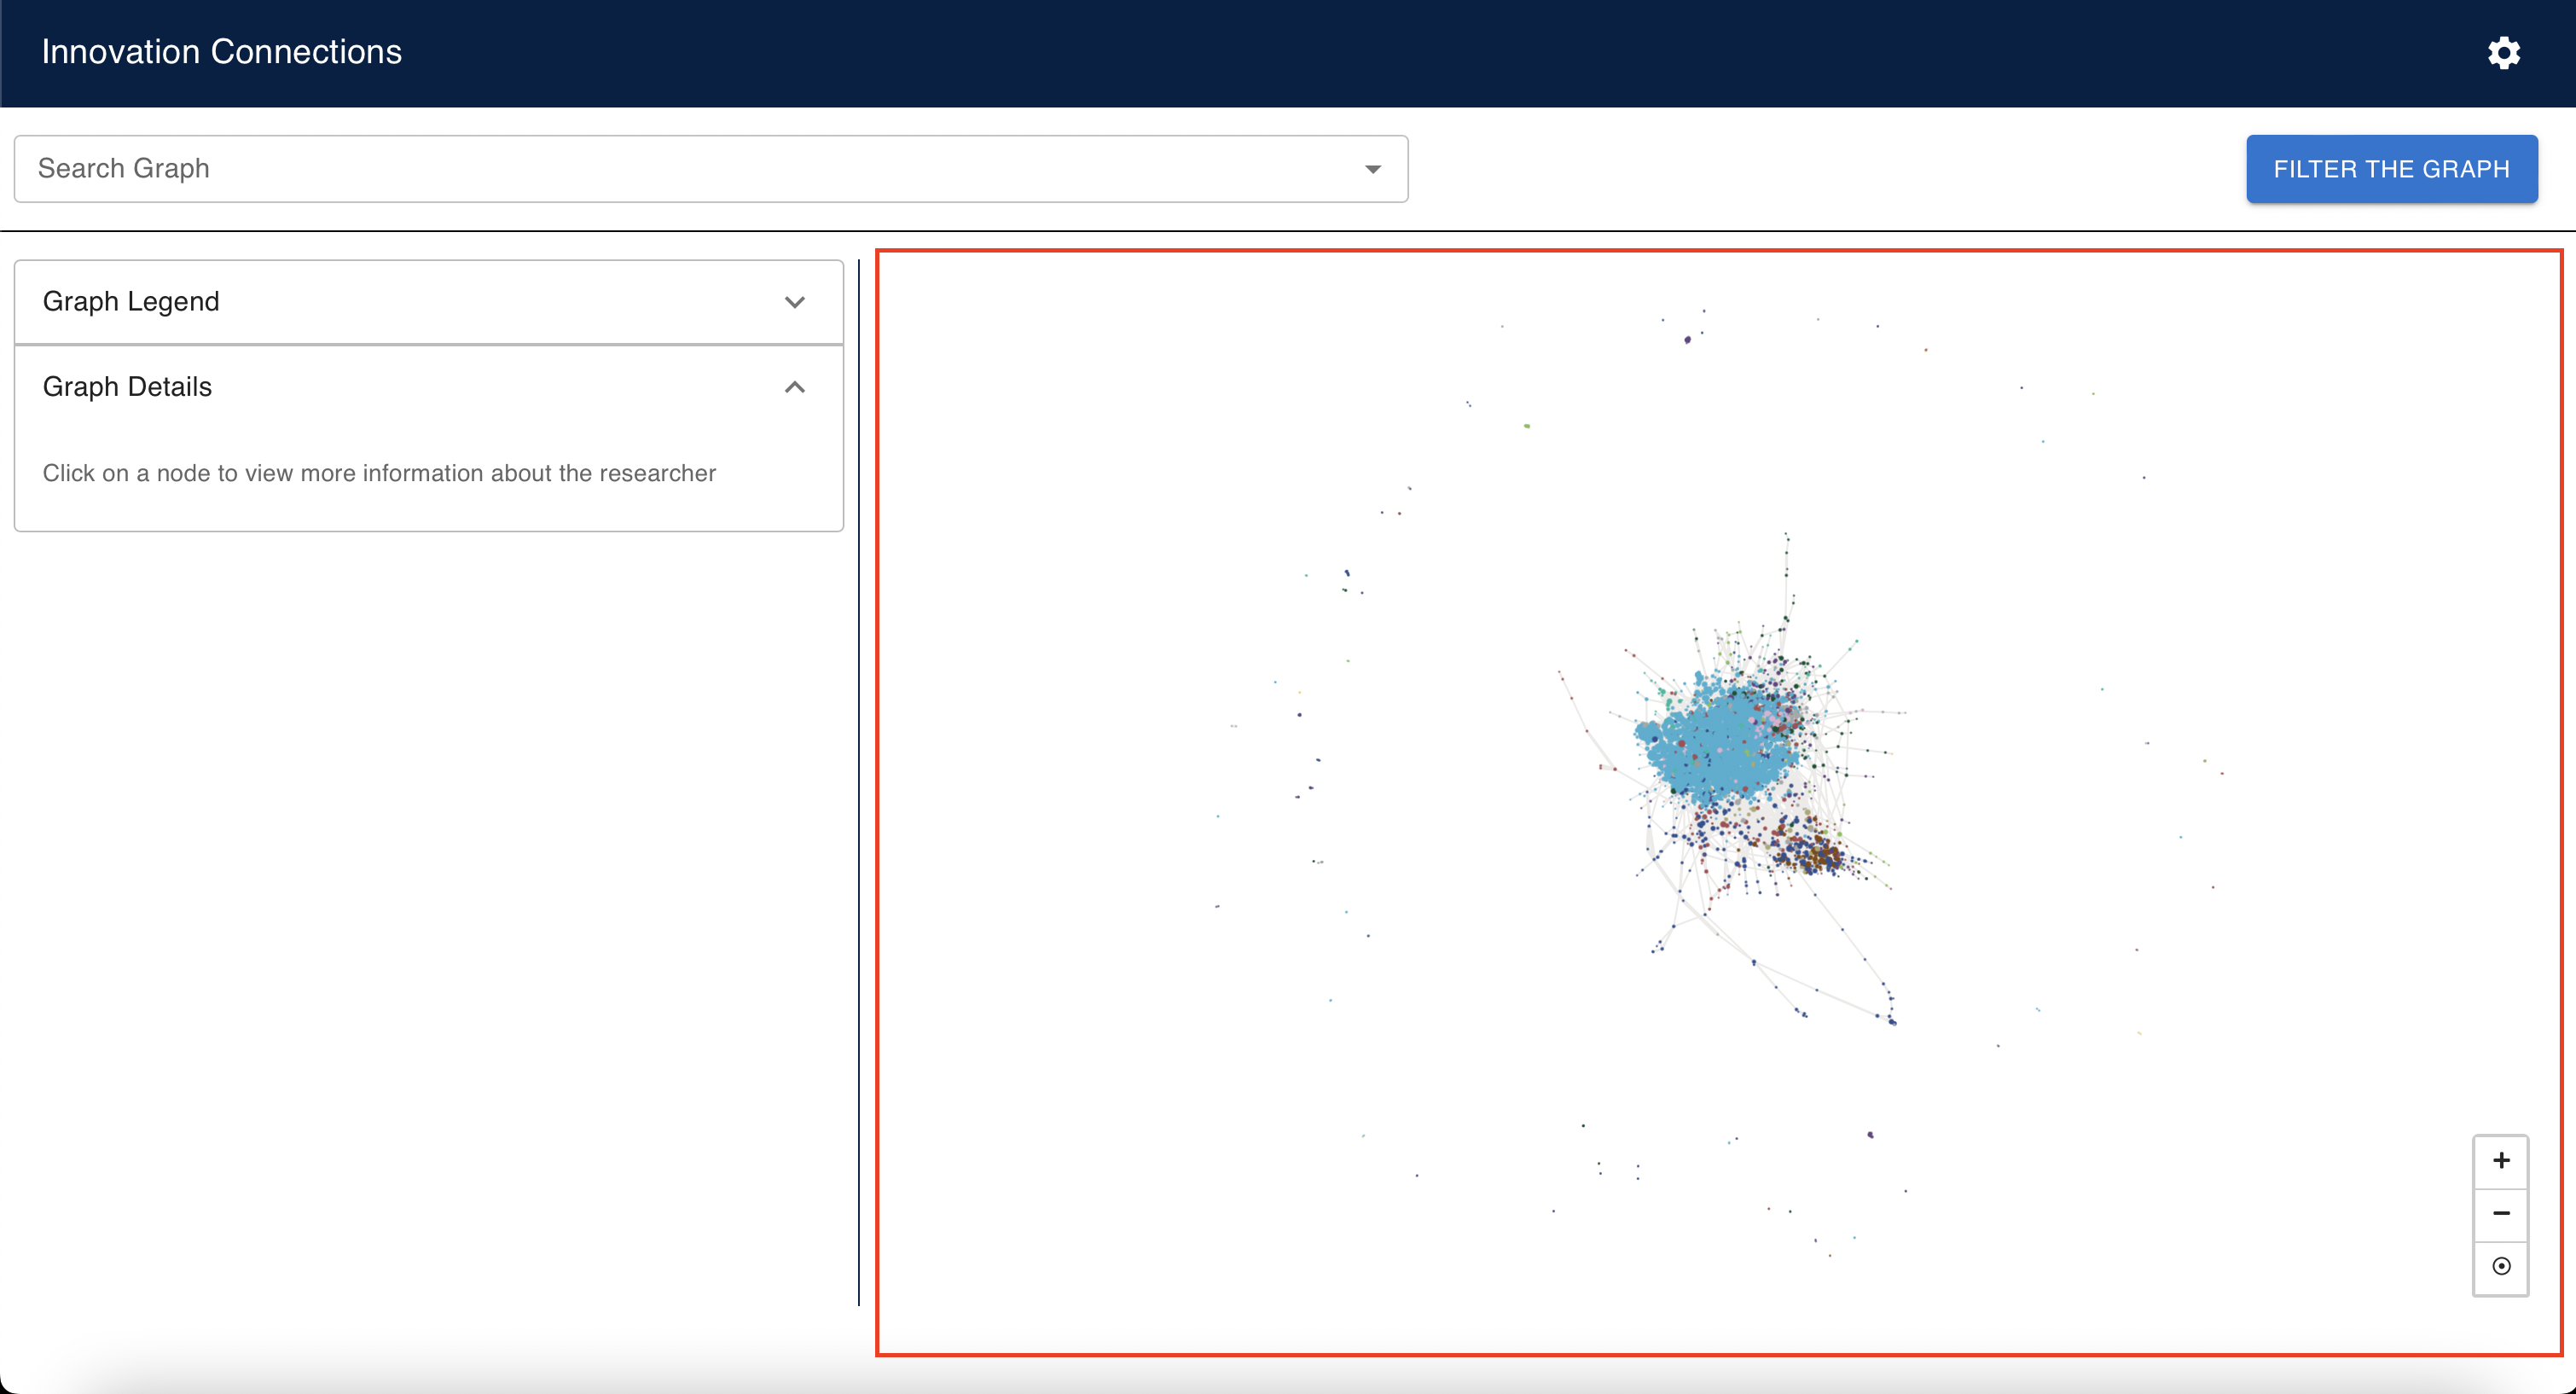 Innovation Connections
Search Graph
FILTER THE GRAPH
Graph Legend
Graph Details
Click on a node to view more information about the researcher